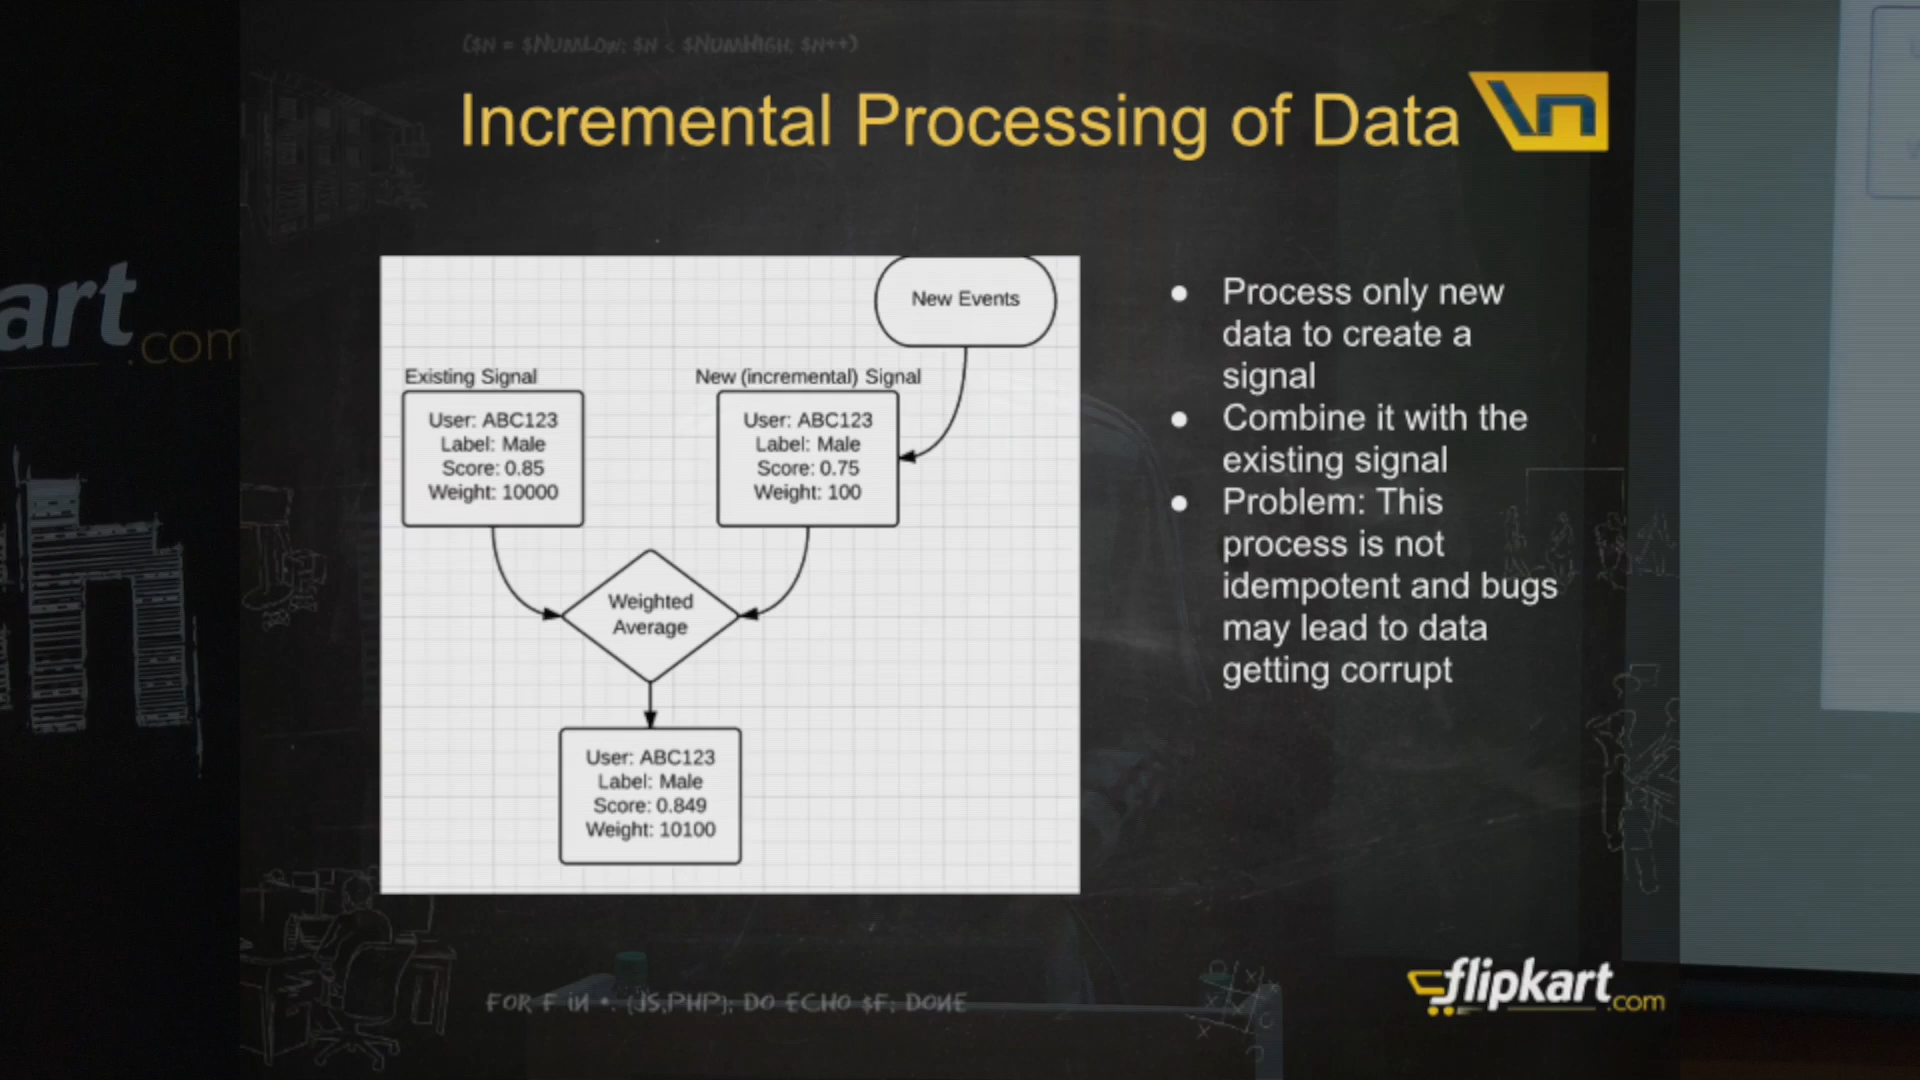 ($N = $NUMLOW; $N < $NUMHIGH; $N++)
Incremental Processing of Data
\n
New Events
Existing Signal
User: ABC123
Label: Male
Score: 0.85
Weight: 10000
New (incremental) Signal
User: ABC123
Label: Male
Score: 0.75
Weight: 100
Weighted
Average
User: ABC123
Label: Male
Score: 0.849
Weight: 10100
Process only new
data to create a
signal
Combine it with the
existing signal
Problem: This
process is not
idempotent and bugs
may lead to data
getting corrupt
art
.com
FOR F IN *. {JS,PHP}; DO ECHO $F; DONE
flipkart
.com